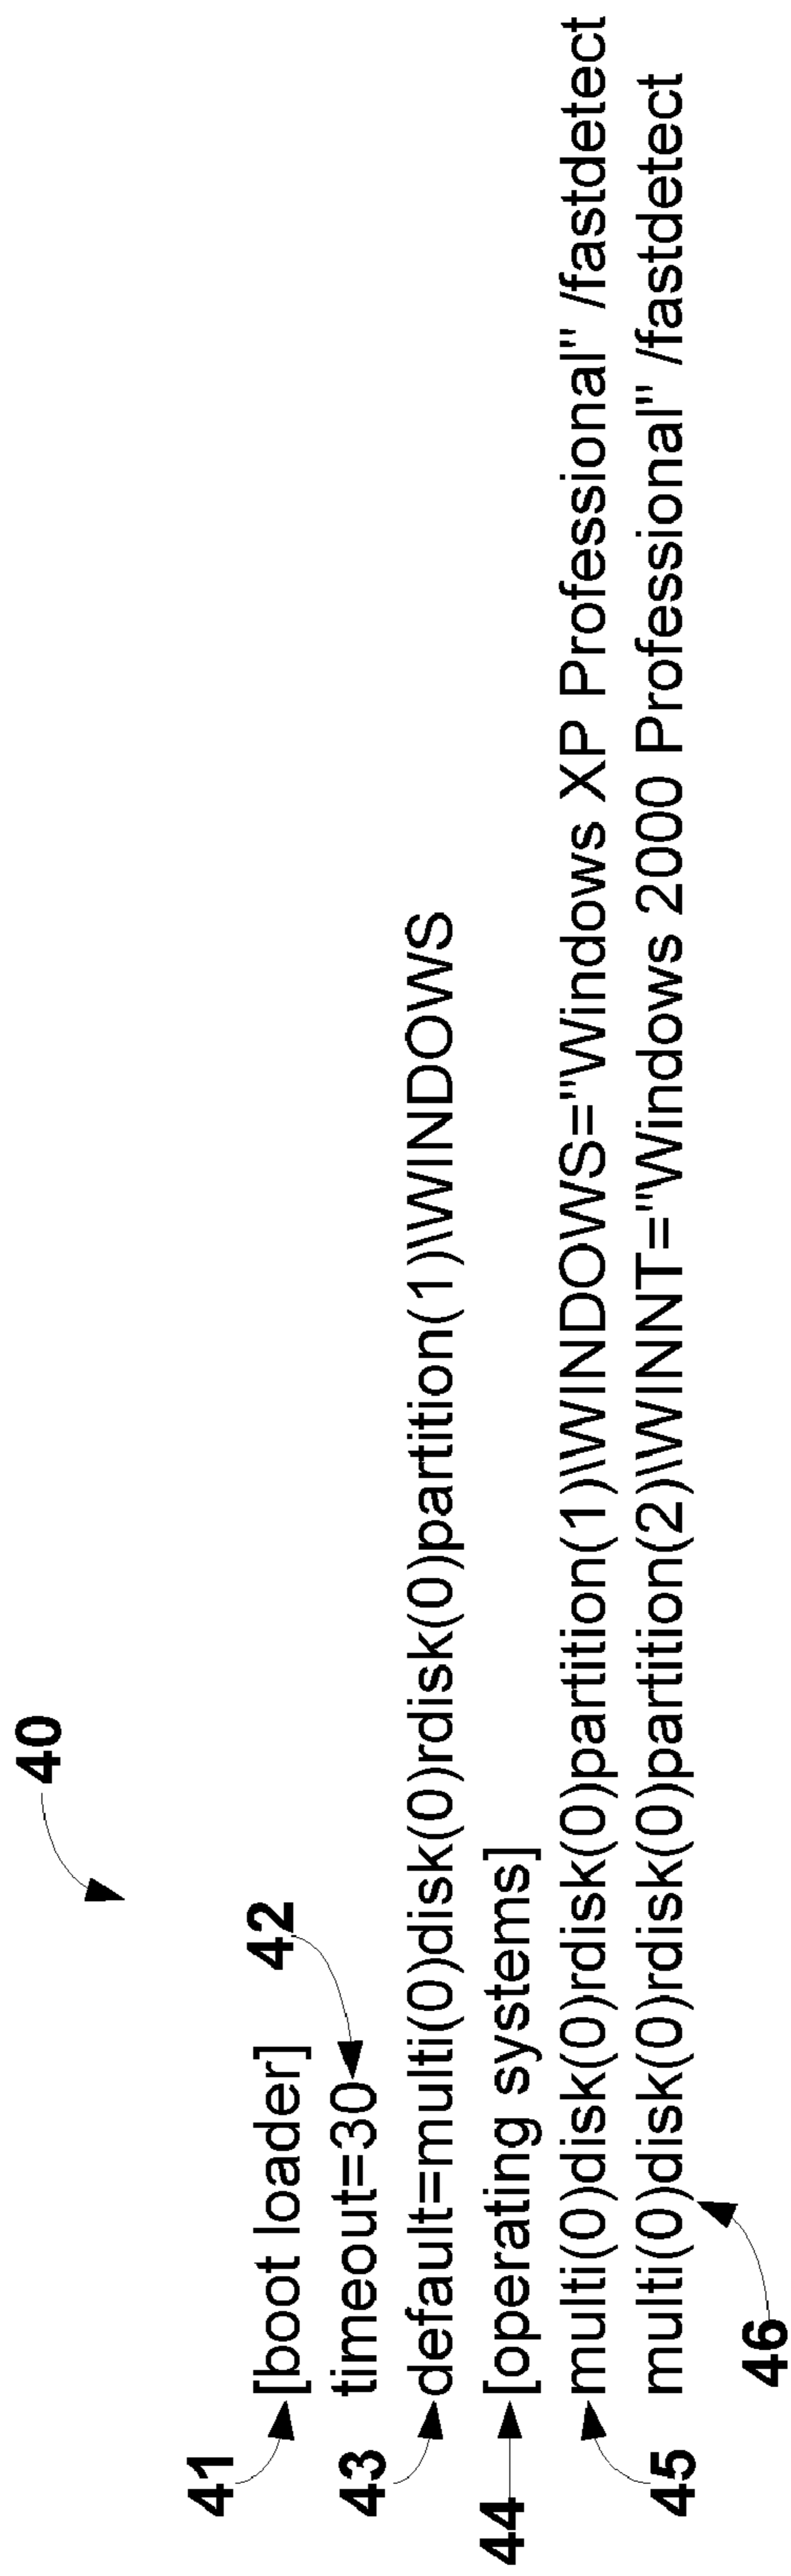 40
41
[boot loader]
42
timeout=30
43
default=multi(0)disk(0)rdisk(0)partition(1)\WINDOWS
44
[operating systems]
45
multi(0)disk(0)rdisk(0)partition(1)\WINDOWS="Windows XP Professional" /fastdetect
multi(0)disk(0)rdisk(0)partition(2)\WINNT="Windows 2000 Professional" /fastdetect
46